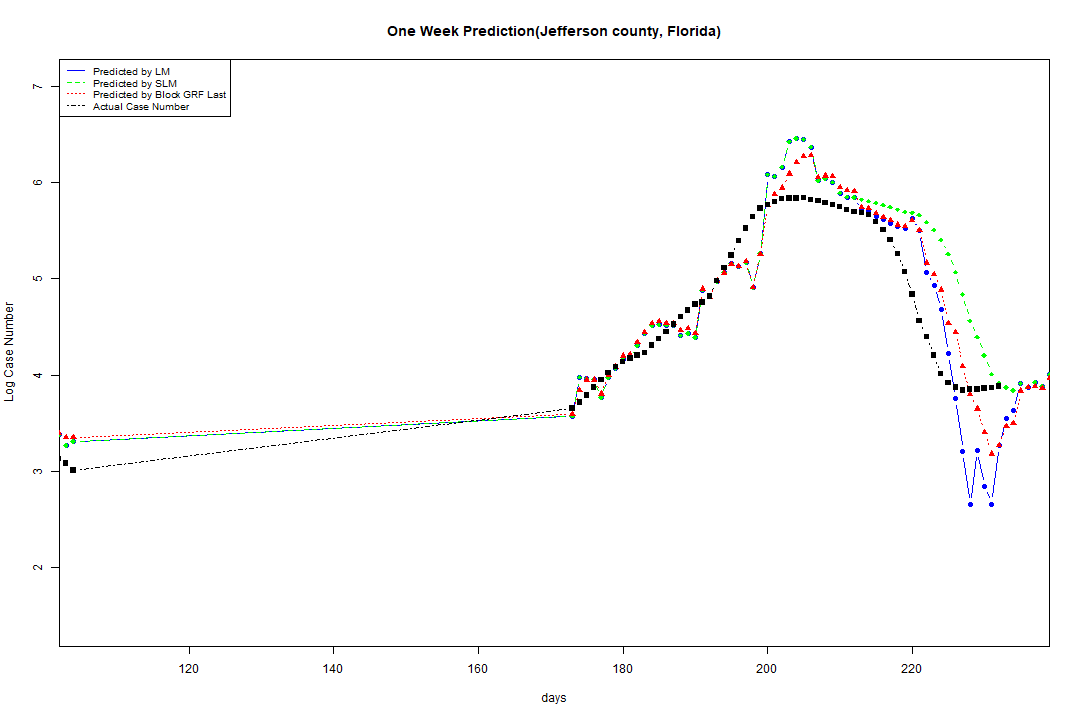 One Week Prediction(Jefferson county, Florida)
Predicted by LM
Predicted by SLM
Predicted by Block GRF Last
Actual Case Number
7
6
5
4
3
2
Log Case Number
120 140 160 180 200 220
days